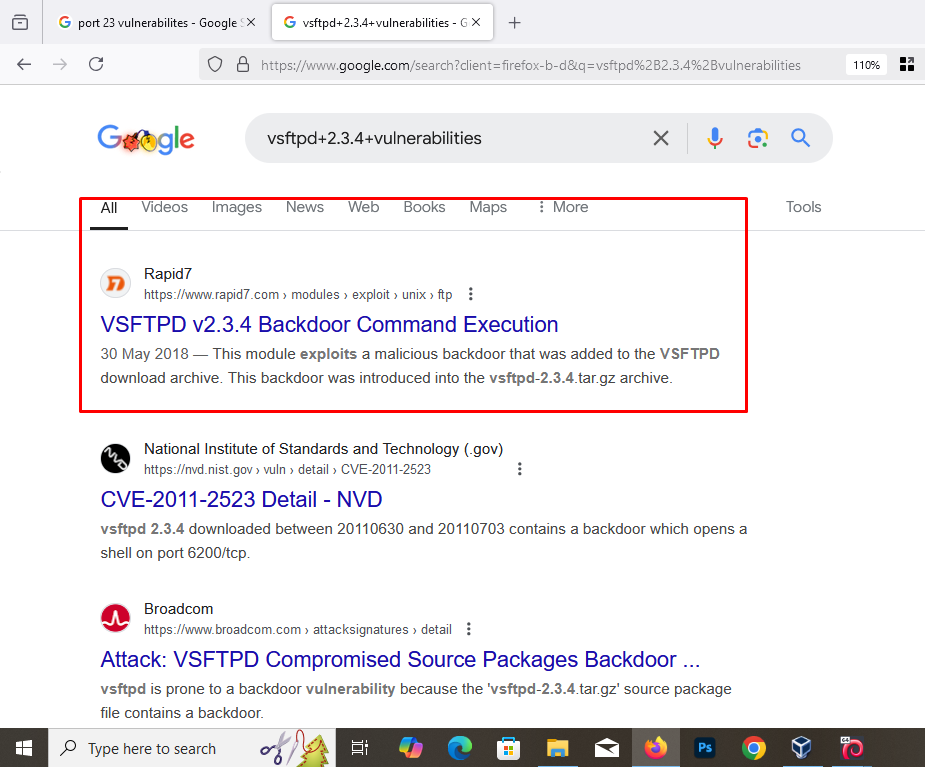 port 23 vulnerabilites - Google S
vsftpd+2.3.4+vulnerabilities - G
https://www.google.com/search?client=firefox-b-d&q=vsftpd%2B2.3.4%2Bvulnerabilities
110%
Google
vsftpd+2.3.4+vulnerabilities
All Videos Images News Web Books Maps More Tools
Rapid7
https://www.rapid7.com › modules › exploit › unix › ftp
VSFTPD v2.3.4 Backdoor Command Execution
30 May 2018 — This module exploits a malicious backdoor that was added to the VSFTPD
download archive. This backdoor was introduced into the vsftpd-2.3.4.tar.gz archive.
National Institute of Standards and Technology (.gov)
https://nvd.nist.gov › vuln › detail › CVE-2011-2523
CVE-2011-2523 Detail - NVD
vsftpd 2.3.4 downloaded between 20110630 and 20110703 contains a backdoor which opens a
shell on port 6200/tcp.
Broadcom
https://www.broadcom.com › attacksignatures › detail
Attack: VSFTPD Compromised Source Packages Backdoor ...
vsftpd is prone to a backdoor vulnerability because the 'vsftpd-2.3.4.tar.gz' source package
file contains a backdoor.
Type here to search
Ps